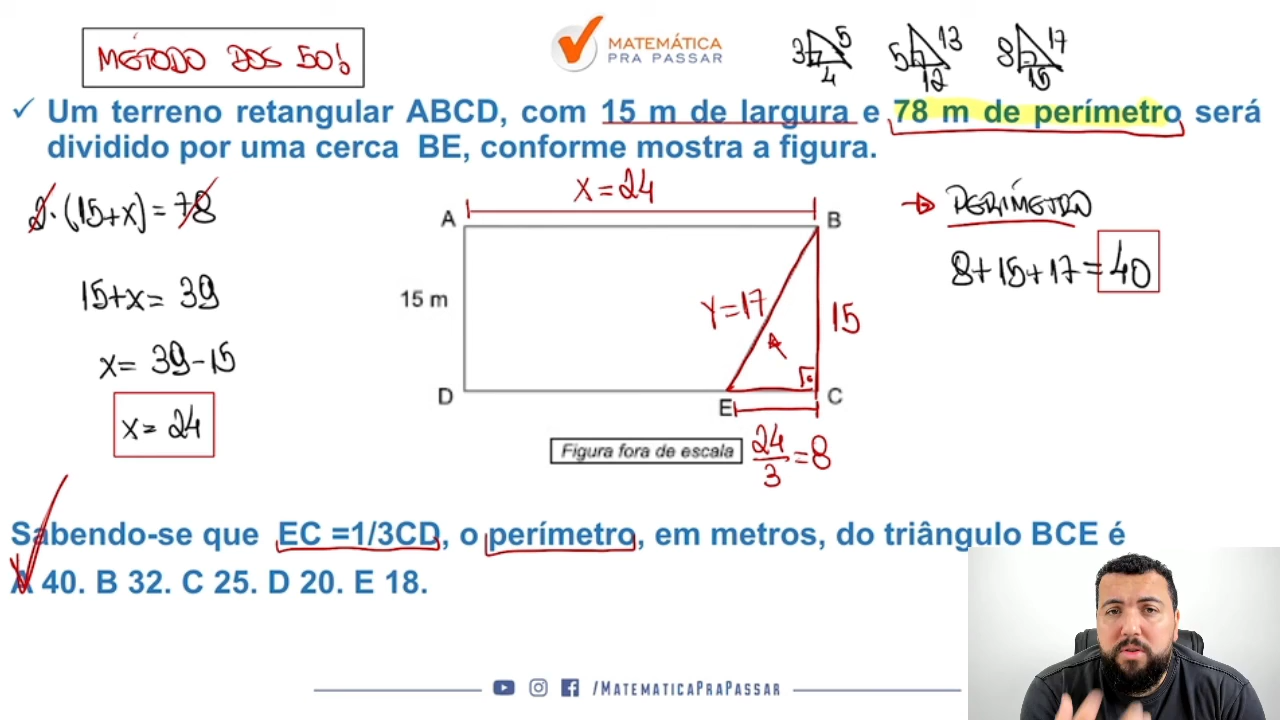 MÉTODO DOS 50!
MATEMÁTICA
PRA PASSAR
3 5 4
5 13 12
8 17 15
✓ Um terreno retangular ABCD, com 15 m de largura e 78 m de perímetro será
dividido por uma cerca BE, conforme mostra a figura.
2·(15+x)=78
15+x=39
x=39-15
x=24
X=24
A B
15 m
Y=17
15
D E C
Figura fora de escala
24/3=8
→ PERÍMETRO
8+15+17=40
Sabendo-se que EC =1/3CD, o perímetro, em metros, do triângulo BCE é
A 40. B 32. C 25. D 20. E 18.
/MATEMATICAPRAPASSAR